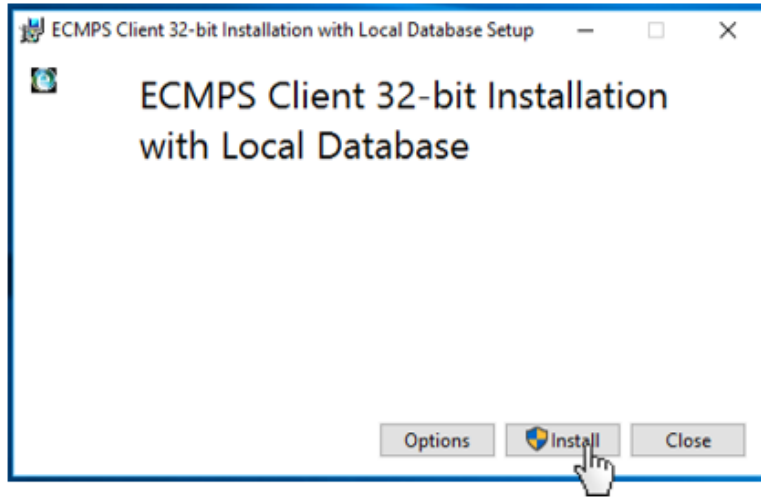 ECMPS Client 32-bit Installation with Local Database Setup
ECMPS Client 32-bit Installation
with Local Database
Options Install Close